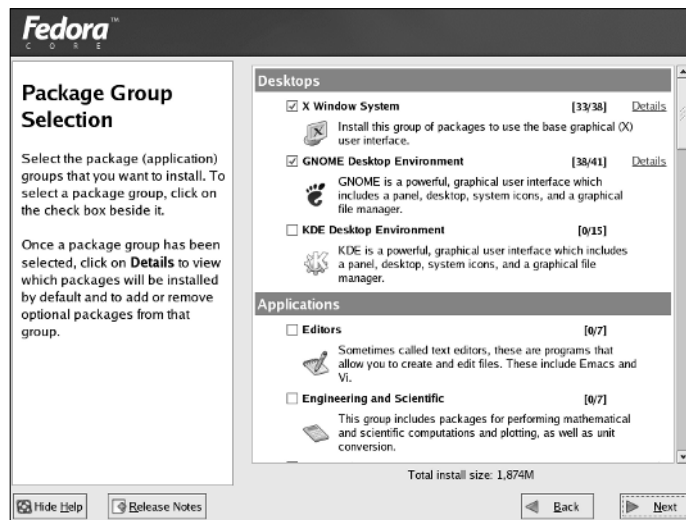 Fedora™
CORE
Package Group
Selection
Select the package (application)
groups that you want to install. To
select a package group, click on
the check box beside it.
Once a package group has been
selected, click on Details to view
which packages will be installed
by default and to add or remove
optional packages from that
group.
Desktops
X Window System [33/38] Details
Install this group of packages to use the base graphical (X)
user interface.
GNOME Desktop Environment [38/41] Details
GNOME is a powerful, graphical user interface which
includes a panel, desktop, system icons, and a graphical
file manager.
KDE Desktop Environment [0/15]
KDE is a powerful, graphical user interface which includes
a panel, desktop, system icons, and a graphical file
manager.
Applications
Editors [0/7]
Sometimes called text editors, these are programs that
allow you to create and edit files. These include Emacs and
Vi.
Engineering and Scientific [0/7]
This group includes packages for performing mathematical
and scientific computations and plotting, as well as unit
conversion.
Total install size: 1,874M
Hide Help Release Notes Back Next